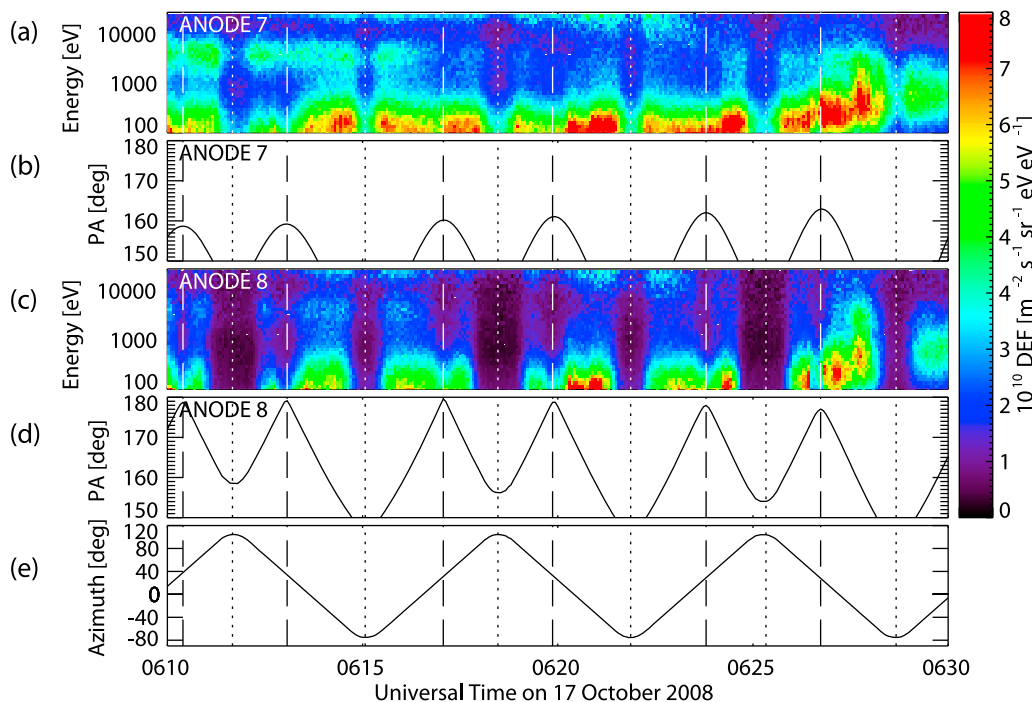 (a)
ANODE 7
Energy [eV]
10000
1000
100
(b)
ANODE 7
PA [deg]
180
170
160
150
(c)
ANODE 8
Energy [eV]
10000
1000
100
(d)
ANODE 8
PA [deg]
180
170
160
150
(e)
Azimuth [deg]
120
80
40
0
-40
-80
0610
0615
0620
0625
0630
Universal Time on 17 October 2008
8
7
6
5
4
3
2
1
0
10^10 DEF [m^-2 s^-1 sr^-1 eV eV^-1]